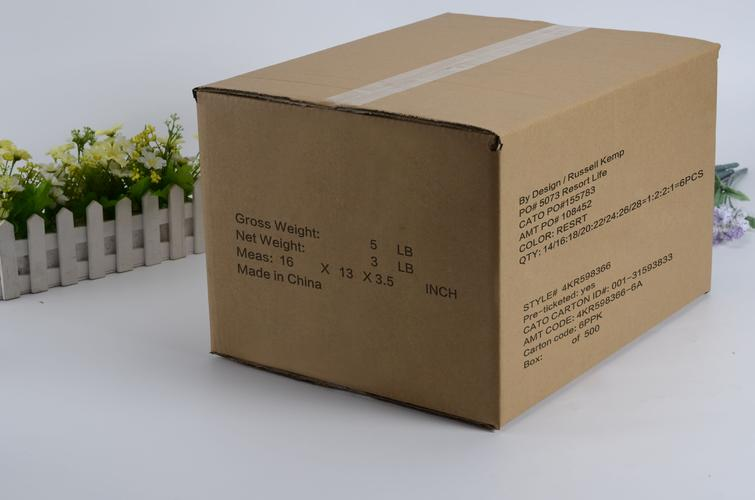 Gross Weight: 5 LB
Net Weight: 3 LB
Meas: 16 X 13 X 3.5 INCH
Made in China
By Design / Russell Kemp
PO# 5073 Resort Life
CATO PO#155783
AMT PO# 108452
COLOR: RESRT
QTY: 14/16:18/20:22/24:26/28=1:2:2:1=6PCS
STYLE# 4KR598366
Pre-ticketed: yes
CATO CARTON ID#: 001-31593833
AMT CODE: 4KR598366-6A
Carton code: 6PPK
Box: of 500